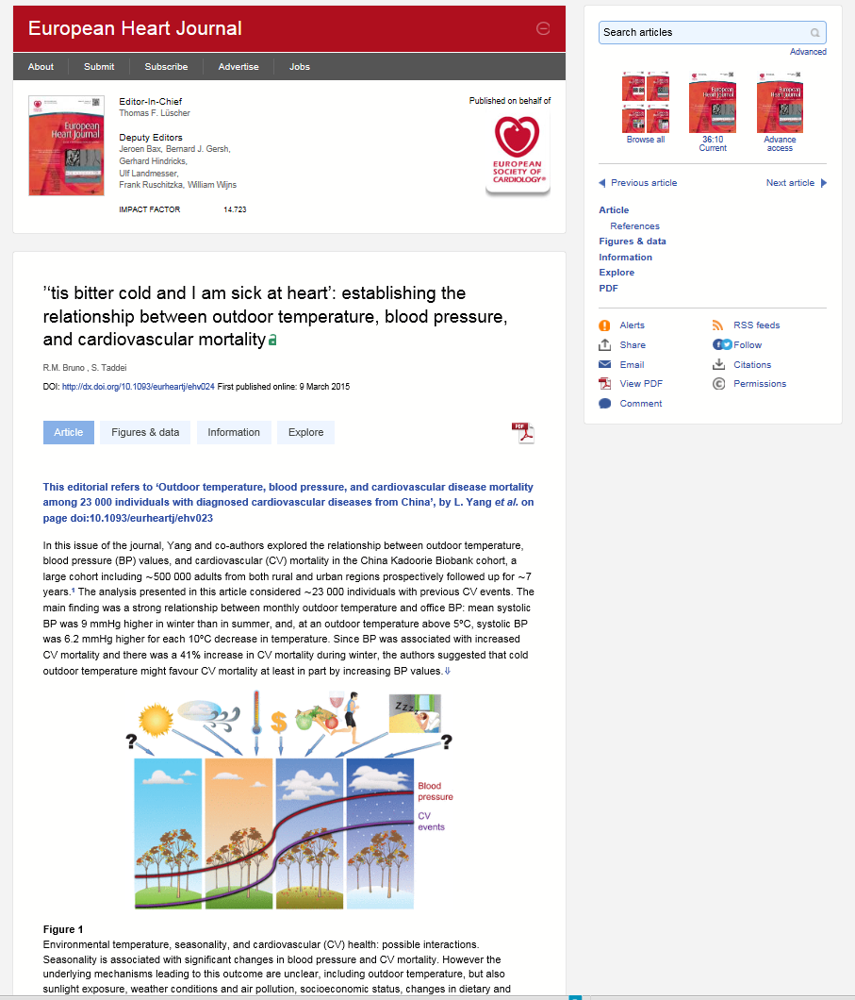 European Heart Journal
About
Submit
Subscribe
Advertise
Jobs
European
Heart Journal
Editor-In-Chief
Thomas F. Lüscher
Deputy Editors
Jeroen Bax, Bernard J. Gersh,
Gerhard Hindricks,
Ulf Landmesser,
Frank Ruschitzka, William Wijns
IMPACT FACTOR 14.723
Published on behalf of
EUROPEAN
SOCIETY OF
CARDIOLOGY®
’‘tis bitter cold and I am sick at heart’: establishing the
relationship between outdoor temperature, blood pressure,
and cardiovascular mortality
R.M. Bruno , S. Taddei
DOI: http://dx.doi.org/10.1093/eurheartj/ehv024 First published online: 9 March 2015
Article
Figures & data
Information
Explore
PDF
This editorial refers to ‘Outdoor temperature, blood pressure, and cardiovascular disease mortality
among 23 000 individuals with diagnosed cardiovascular diseases from China’, by L. Yang et al. on
page doi:10.1093/eurheartj/ehv023
In this issue of the journal, Yang and co-authors explored the relationship between outdoor temperature,
blood pressure (BP) values, and cardiovascular (CV) mortality in the China Kadoorie Biobank cohort, a
large cohort including ~500 000 adults from both rural and urban regions prospectively followed up for ~7
years.1 The analysis presented in this article considered ~23 000 individuals with previous CV events. The
main finding was a strong relationship between monthly outdoor temperature and office BP: mean systolic
BP was 9 mmHg higher in winter than in summer, and, at an outdoor temperature above 5°C, systolic BP
was 6.2 mmHg higher for each 10°C decrease in temperature. Since BP was associated with increased
CV mortality and there was a 41% increase in CV mortality during winter, the authors suggested that cold
outdoor temperature might favour CV mortality at least in part by increasing BP values.⇩
$
Zzz
?
?
Blood
pressure
CV
events
Figure 1
Environmental temperature, seasonality, and cardiovascular (CV) health: possible interactions.
Seasonality is associated with significant changes in blood pressure and CV mortality. However the
underlying mechanisms leading to this outcome are unclear, including outdoor temperature, but also
sunlight exposure, weather conditions and air pollution, socioeconomic status, changes in dietary and
Search articles
Advanced
Browse all
European
Heart Journal
36:10
Current
European
Heart Journal
Advance
access
Previous article
Next article
Article
References
Figures & data
Information
Explore
PDF
Alerts
RSS feeds
Share
Follow
Email
Citations
View PDF
Permissions
Comment